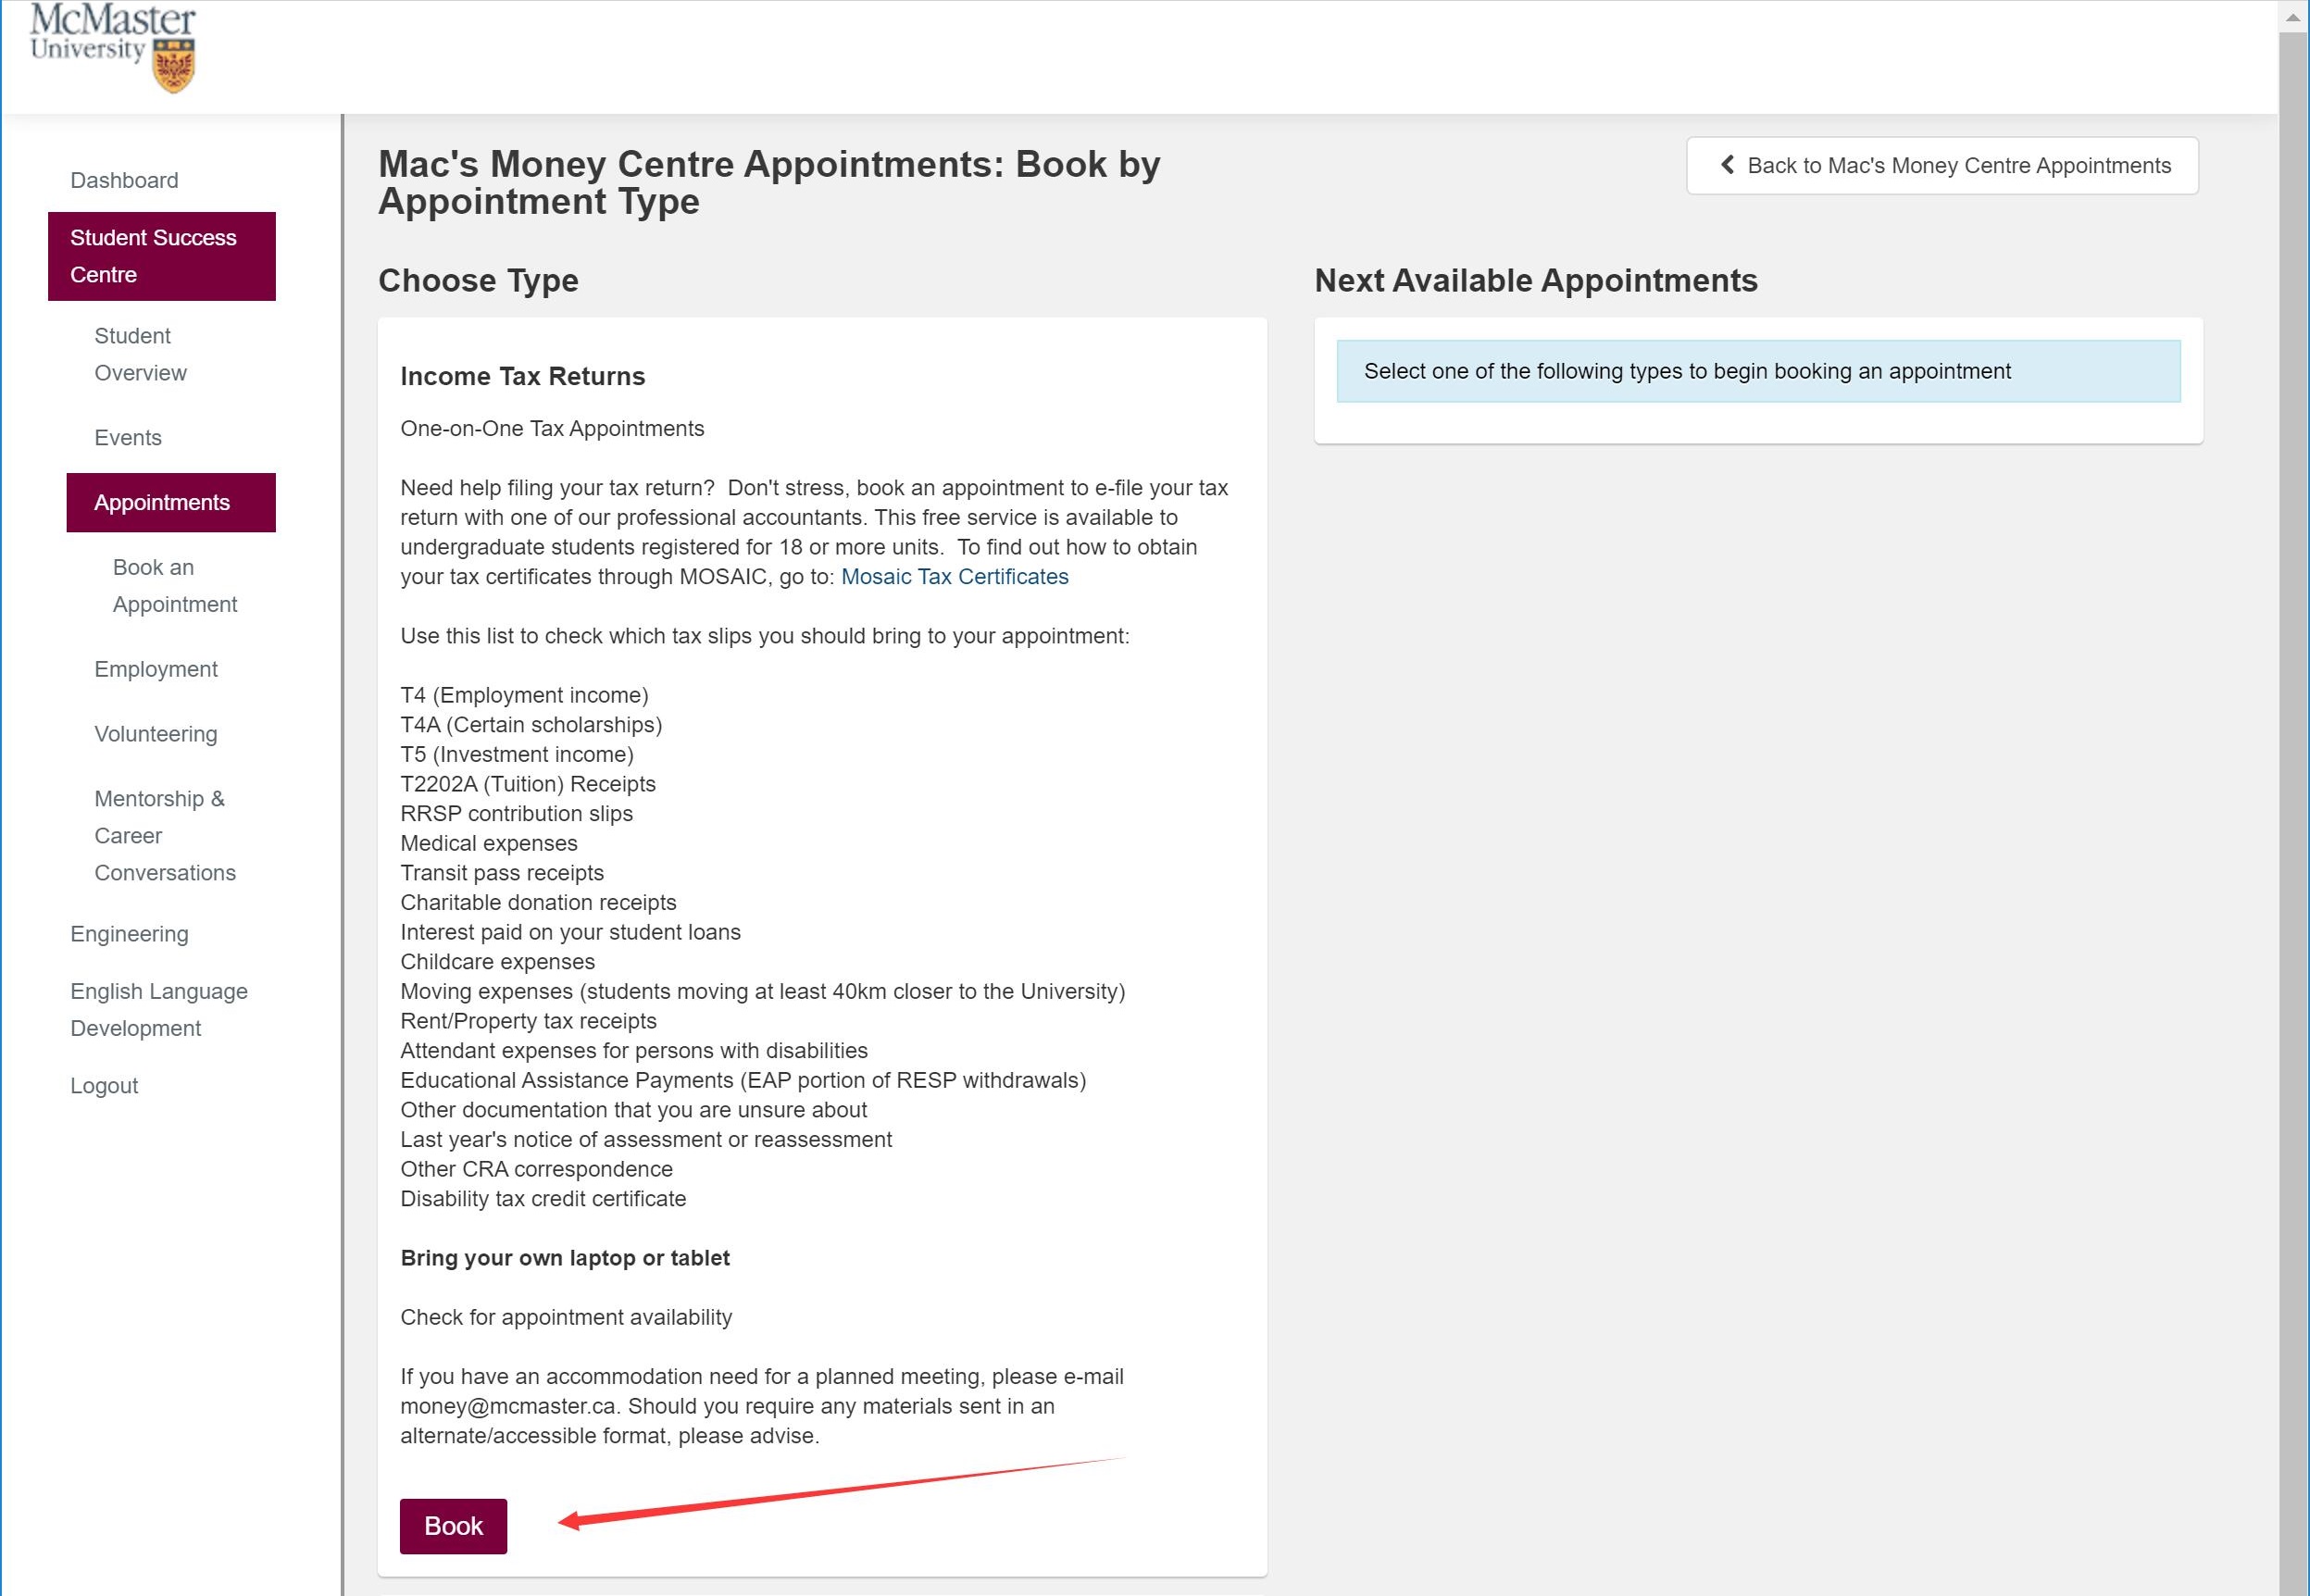 McMaster
University
Dashboard
Student Success
Centre
Student
Overview
Events
Appointments
Book an
Appointment
Employment
Volunteering
Mentorship &
Career
Conversations
Engineering
English Language
Development
Logout
Mac's Money Centre Appointments: Book by
Appointment Type
Back to Mac's Money Centre Appointments
Choose Type
Income Tax Returns
One-on-One Tax Appointments
Need help filing your tax return?  Don't stress, book an appointment to e-file your tax
return with one of our professional accountants. This free service is available to
undergraduate students registered for 18 or more units.  To find out how to obtain
your tax certificates through MOSAIC, go to: Mosaic Tax Certificates
Use this list to check which tax slips you should bring to your appointment:
T4 (Employment income)
T4A (Certain scholarships)
T5 (Investment income)
T2202A (Tuition) Receipts
RRSP contribution slips
Medical expenses
Transit pass receipts
Charitable donation receipts
Interest paid on your student loans
Childcare expenses
Moving expenses (students moving at least 40km closer to the University)
Rent/Property tax receipts
Attendant expenses for persons with disabilities
Educational Assistance Payments (EAP portion of RESP withdrawals)
Other documentation that you are unsure about
Last year's notice of assessment or reassessment
Other CRA correspondence
Disability tax credit certificate
Bring your own laptop or tablet
Check for appointment availability
If you have an accommodation need for a planned meeting, please e-mail
money@mcmaster.ca. Should you require any materials sent in an
alternate/accessible format, please advise.
Book
Next Available Appointments
Select one of the following types to begin booking an appointment